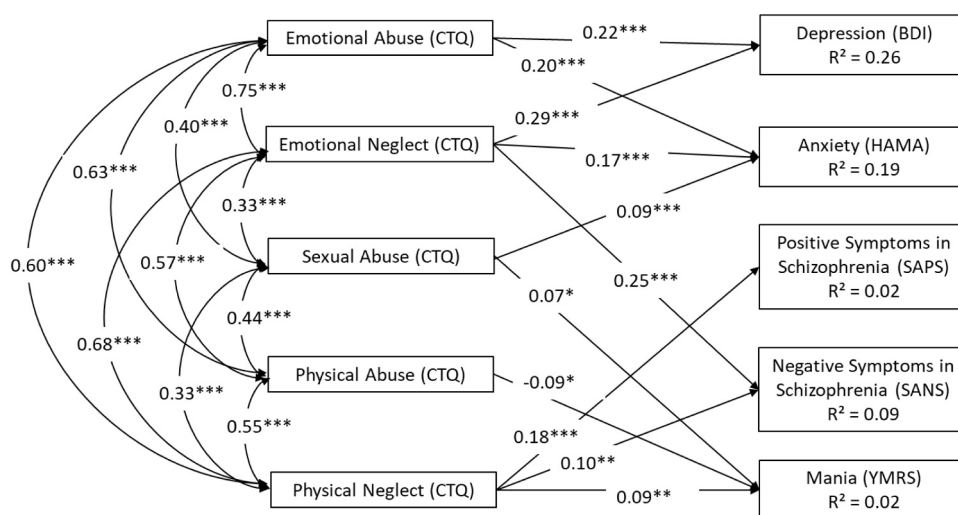 Emotional Abuse (CTQ)
0.22***
Depression (BDI)
R² = 0.26
0.20***
0.75***
0.40***
0.29***
Emotional Neglect (CTQ)
Anxiety (HAMA)
R² = 0.19
0.17***
0.63***
0.33***
0.09***
Sexual Abuse (CTQ)
Positive Symptoms in
Schizophrenia (SAPS)
R² = 0.02
0.60***
0.57***
0.25***
0.07*
0.44***
0.68***
Physical Abuse (CTQ)
-0.09*
Negative Symptoms in
Schizophrenia (SANS)
R² = 0.09
0.33***
0.55***
0.18***
0.10**
Physical Neglect (CTQ)
0.09**
Mania (YMRS)
R² = 0.02